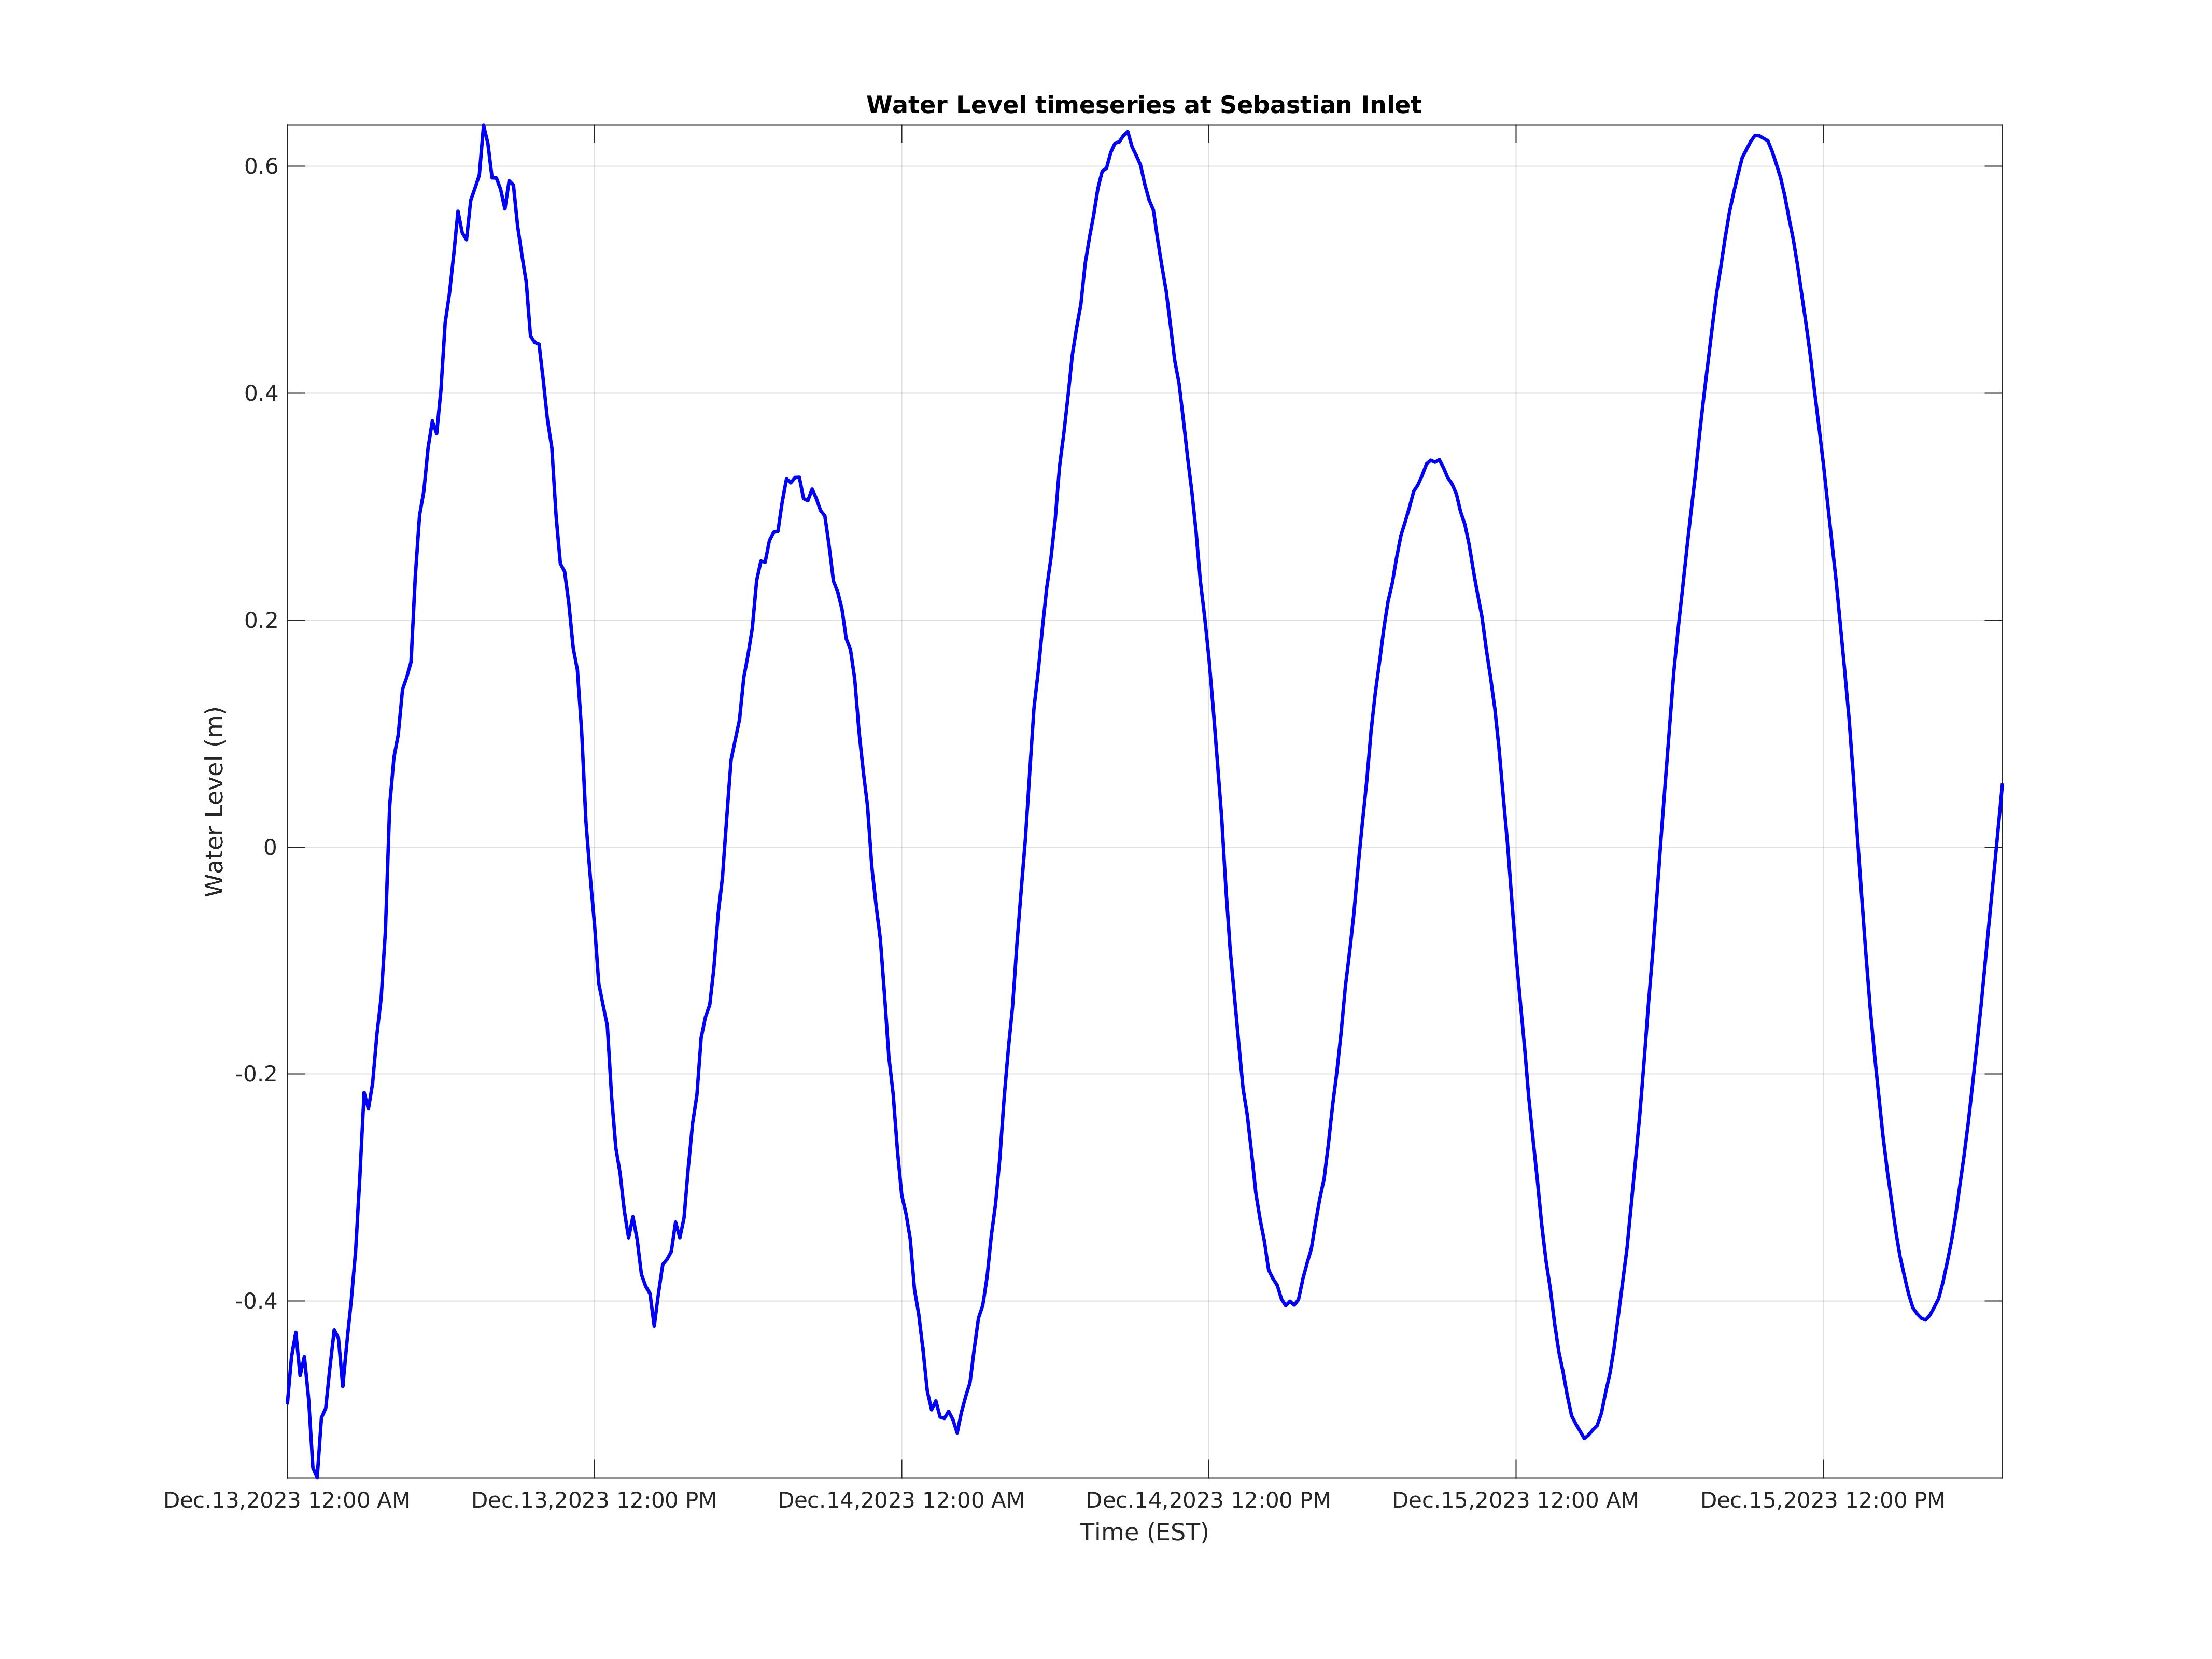 Water Level timeseries at Sebastian Inlet
0.6
0.4
0.2
0
-0.2
-0.4
Water Level (m)
Dec.13,2023 12:00 AM
Dec.13,2023 12:00 PM
Dec.14,2023 12:00 AM
Dec.14,2023 12:00 PM
Dec.15,2023 12:00 AM
Dec.15,2023 12:00 PM
Time (EST)